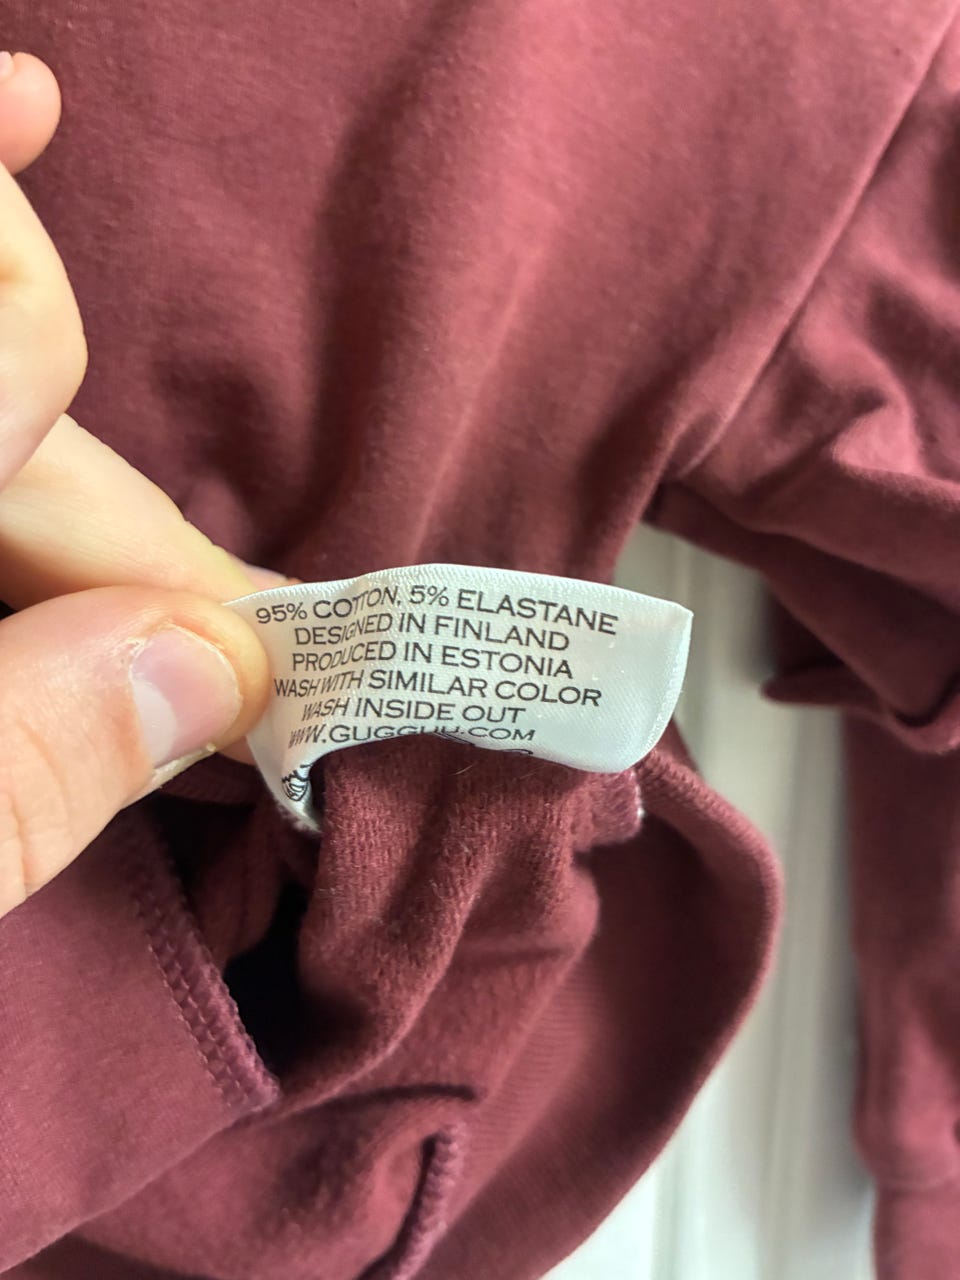 95% COTTON, 5% ELASTANE
DESIGNED IN FINLAND
PRODUCED IN ESTONIA
WASH WITH SIMILAR COLOR
WASH INSIDE OUT
WWW.GUGGUU.COM